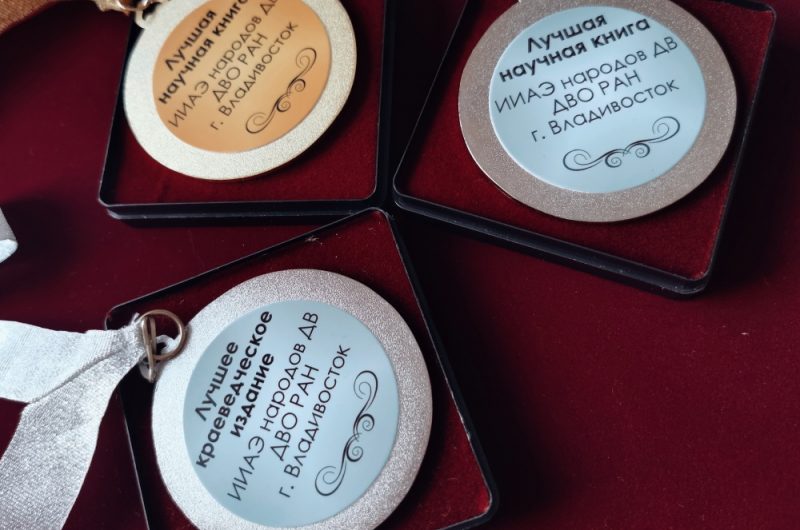 Лучшая
научная книга
ИИАЭ народов ДВ
ДВО РАН
г. Владивосток
Лучшая
научная книга
ИИАЭ народов ДВ
ДВО РАН
г. Владивосток
Лучшее
краеведческое
издание
ИИАЭ народов ДВ
ДВО РАН
г. Владивосток